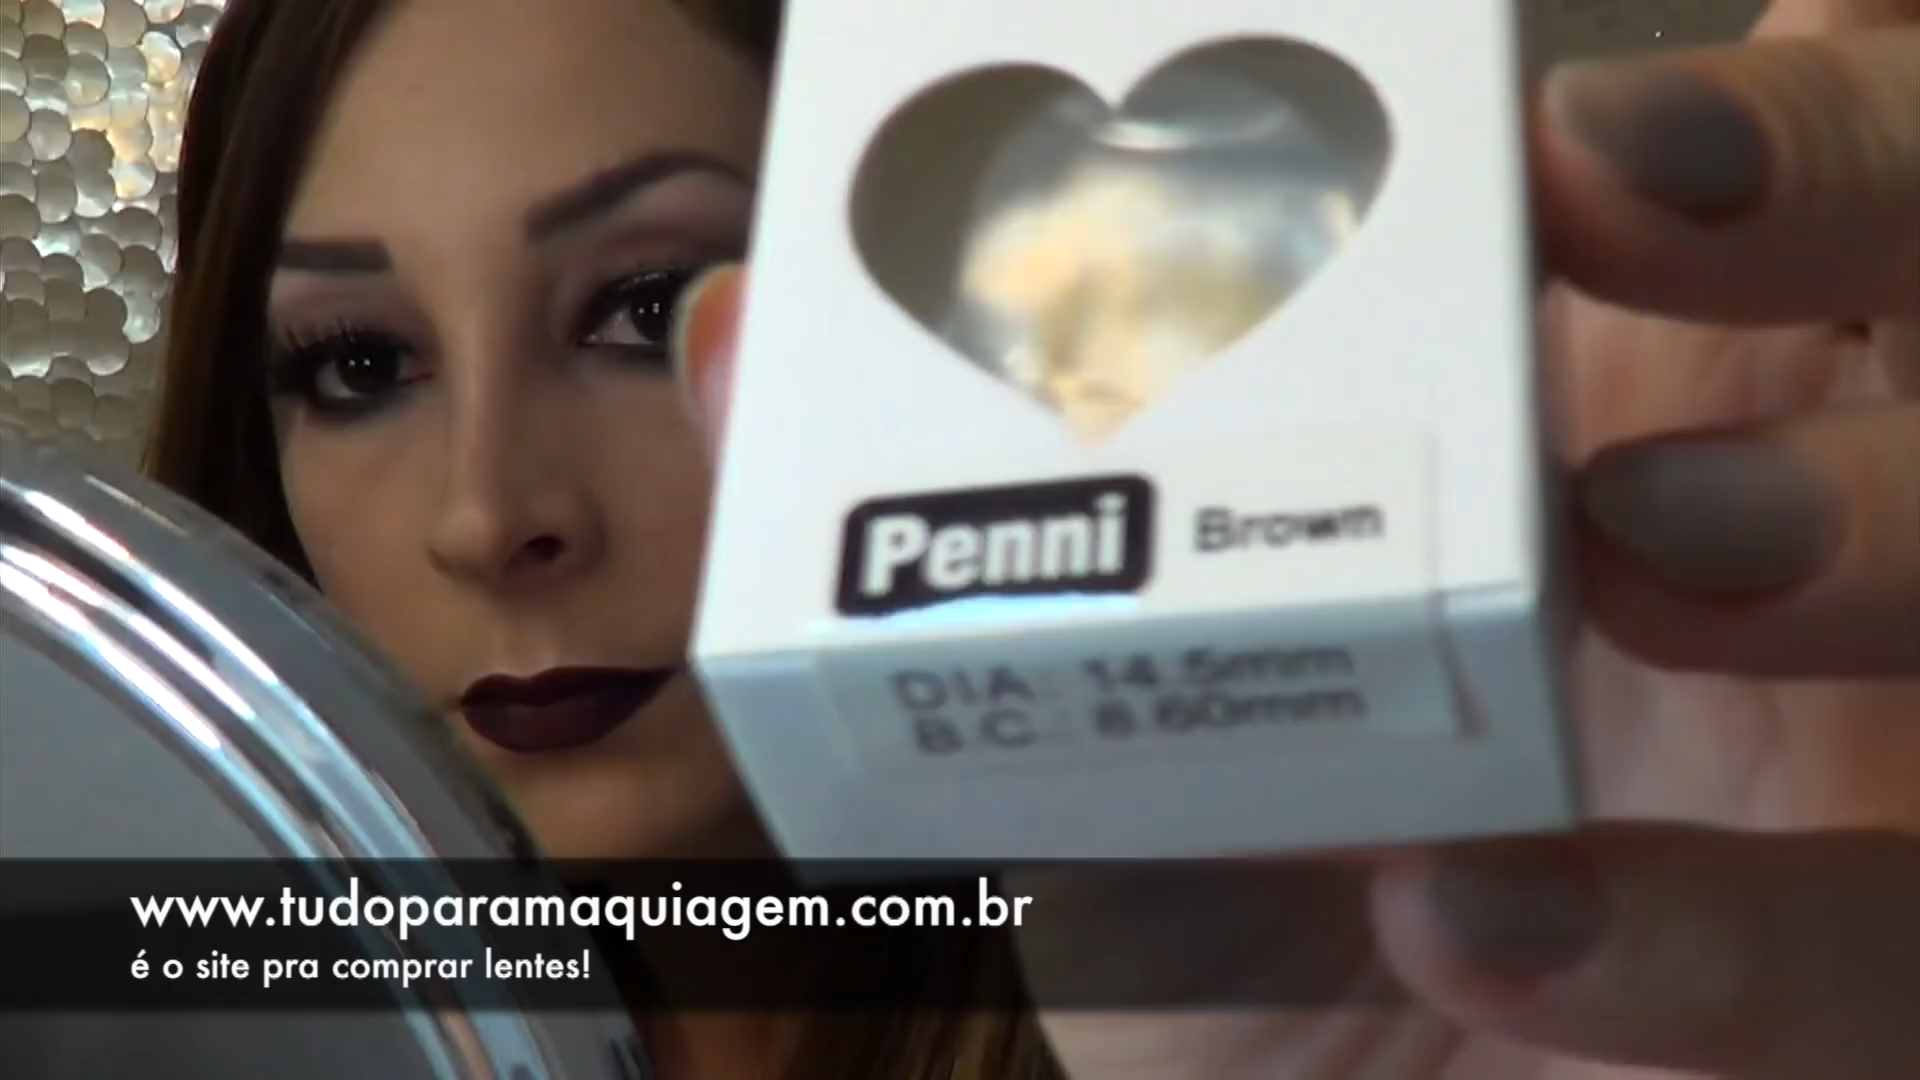 Penni Brown
DIA: 14.5mm
B.C.: 8.60mm
www.tudoparamaquiagem.com.br
é o site pra comprar lentes!